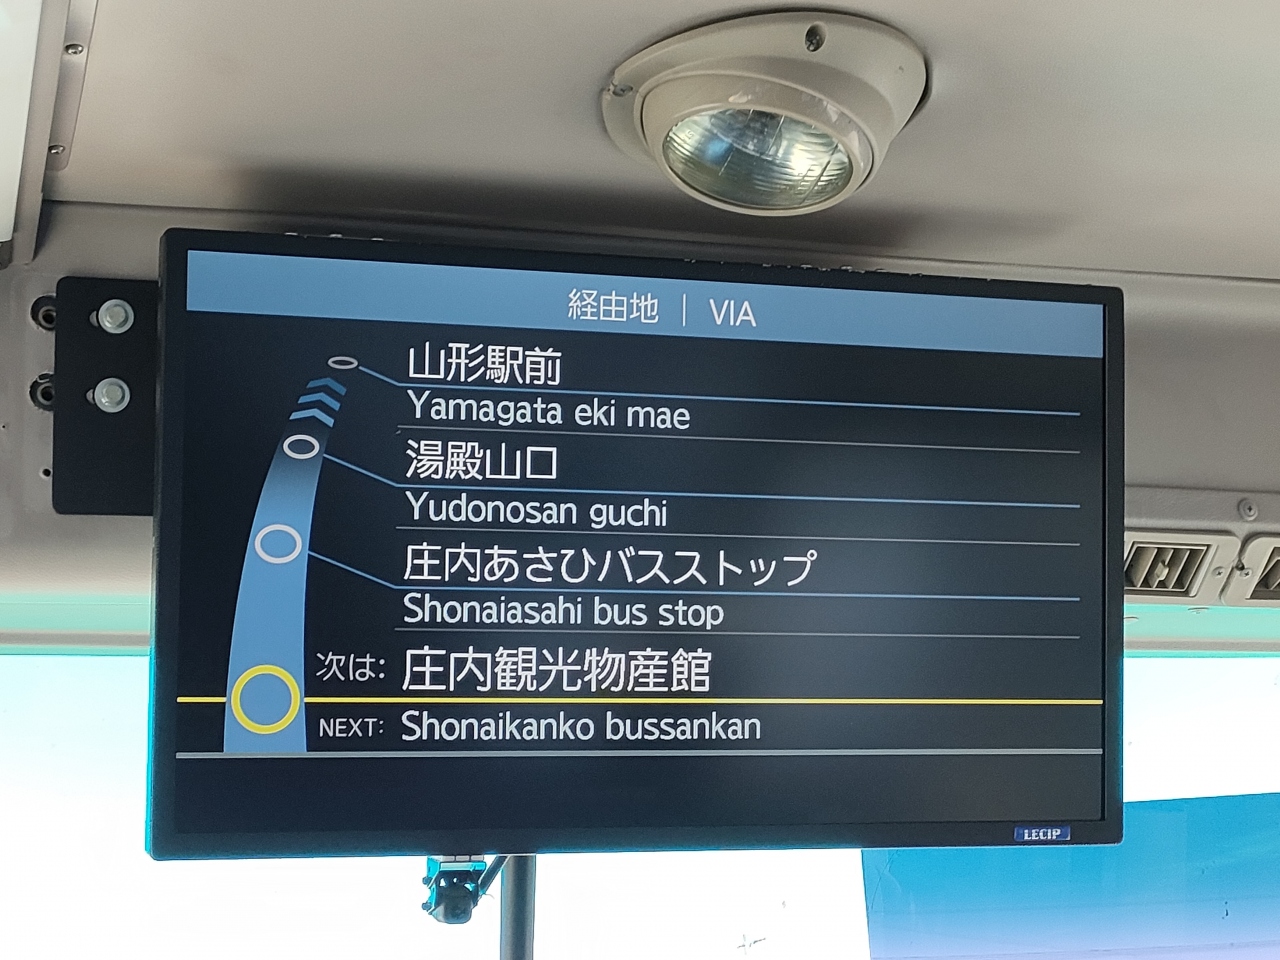 経由地 | VIA
山形駅前
Yamagata eki mae
湯殿山口
Yudonosan guchi
庄内あさひバスストップ
Shonaiasahi bus stop
次は: 庄内観光物産館
NEXT: Shonaikanko bussankan
LECIP